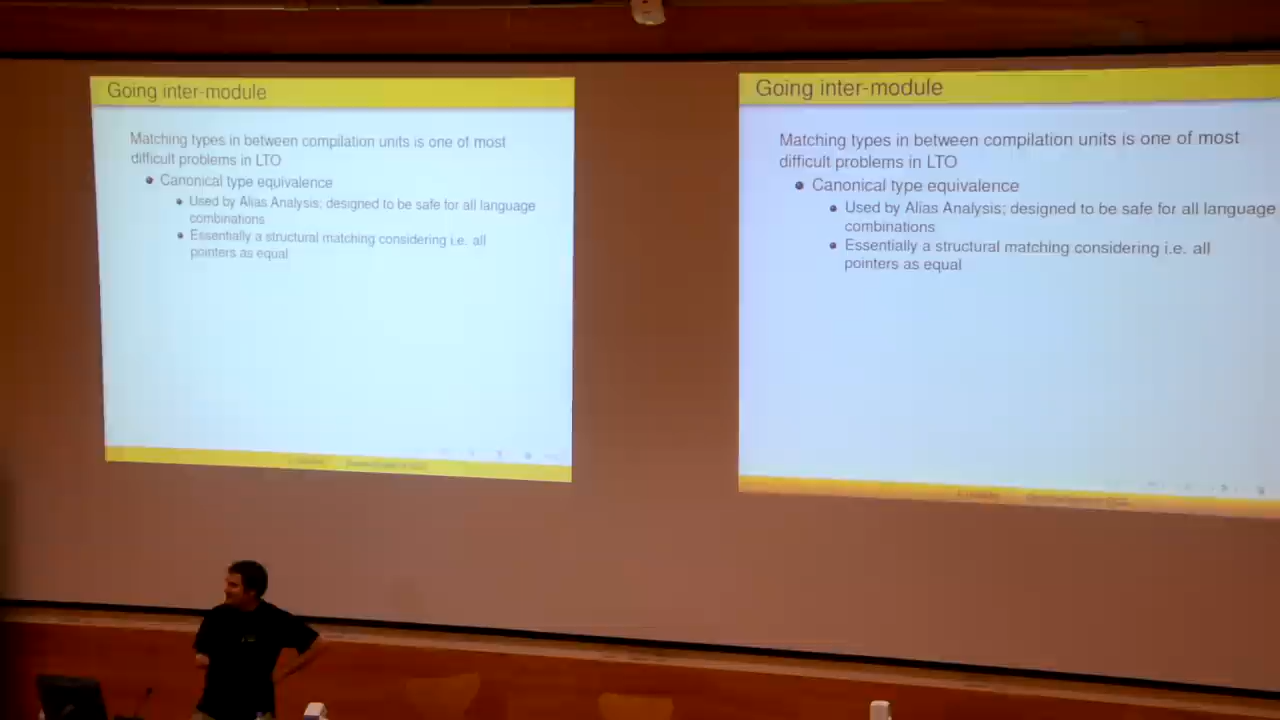 Going inter-module
Matching types in between compilation units is one of most
difficult problems in LTO
Canonical type equivalence
Used by Alias Analysis; designed to be safe for all language
combinations
Essentially a structural matching considering i.e. all
pointers as equal
Going inter-module
Matching types in between compilation units is one of most
difficult problems in LTO
Canonical type equivalence
Used by Alias Analysis; designed to be safe for all language
combinations
Essentially a structural matching considering i.e. all
pointers as equal